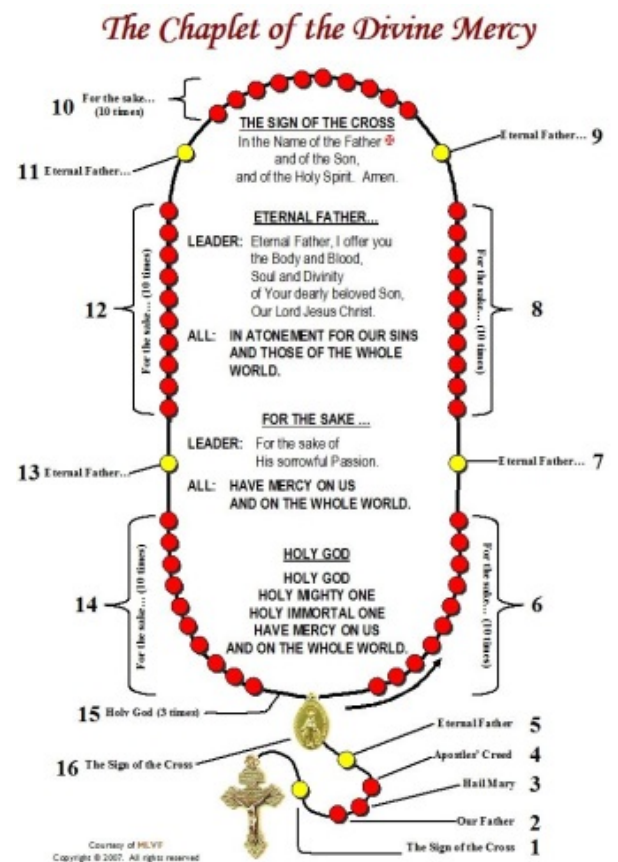 The Chaplet of the Divine Mercy
10 For the sake...
(10 times)
THE SIGN OF THE CROSS
In the Name of the Father ✠
and of the Son,
and of the Holy Spirit. Amen.
Eternal Father... 9
11 Eternal Father...
ETERNAL FATHER...
LEADER: Eternal Father, I offer you
the Body and Blood,
Soul and Divinity
of Your dearly beloved Son,
Our Lord Jesus Christ.
ALL: IN ATONEMENT FOR OUR SINS
AND THOSE OF THE WHOLE
WORLD.
12 For the sake... (10 times)
For the sake... (10 times) 8
FOR THE SAKE ...
LEADER: For the sake of
His sorrowful Passion.
ALL: HAVE MERCY ON US
AND ON THE WHOLE WORLD.
13 Eternal Father...
Eternal Father... 7
HOLY GOD
HOLY GOD
HOLY MIGHTY ONE
HOLY IMMORTAL ONE
HAVE MERCY ON US
AND ON THE WHOLE WORLD.
14 For the sake... (10 times)
For the sake... (10 times) 6
15 Holy God (3 times)
Eternal Father 5
16 The Sign of the Cross
Apostles' Creed 4
Hail Mary 3
Our Father 2
The Sign of the Cross 1
Courtesy of
Copyright © 2007. All rights reserved